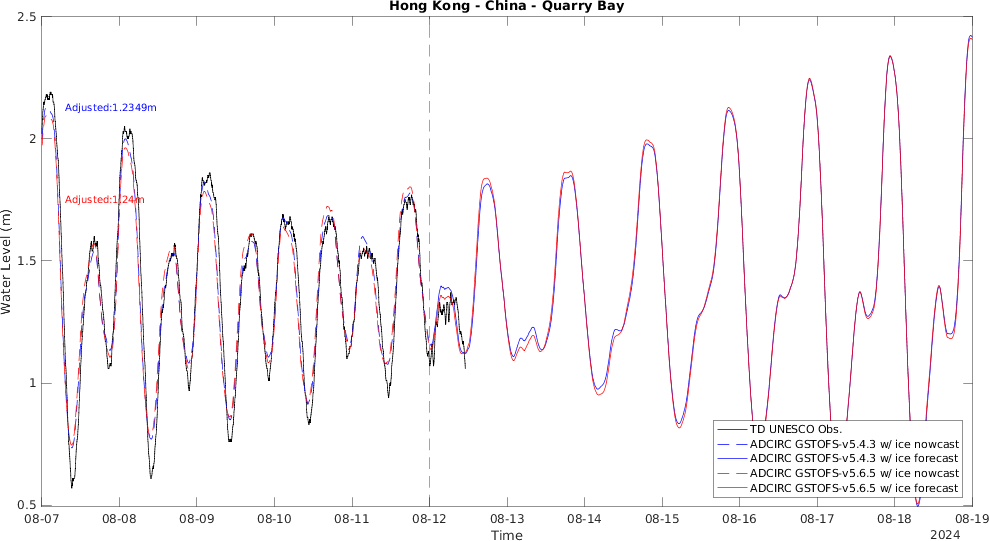 Hong Kong - China - Quarry Bay
2.5
2
1.5
1
0.5
Water Level (m)
Adjusted:1.2349m
Adjusted:1.24m
TD UNESCO Obs.
ADCIRC GSTOFS-v5.4.3 w/ ice nowcast
ADCIRC GSTOFS-v5.4.3 w/ ice forecast
ADCIRC GSTOFS-v5.6.5 w/ ice nowcast
ADCIRC GSTOFS-v5.6.5 w/ ice forecast
08-07 08-08 08-09 08-10 08-11 08-12 08-13 08-14 08-15 08-16 08-17 08-18 08-19
Time
2024